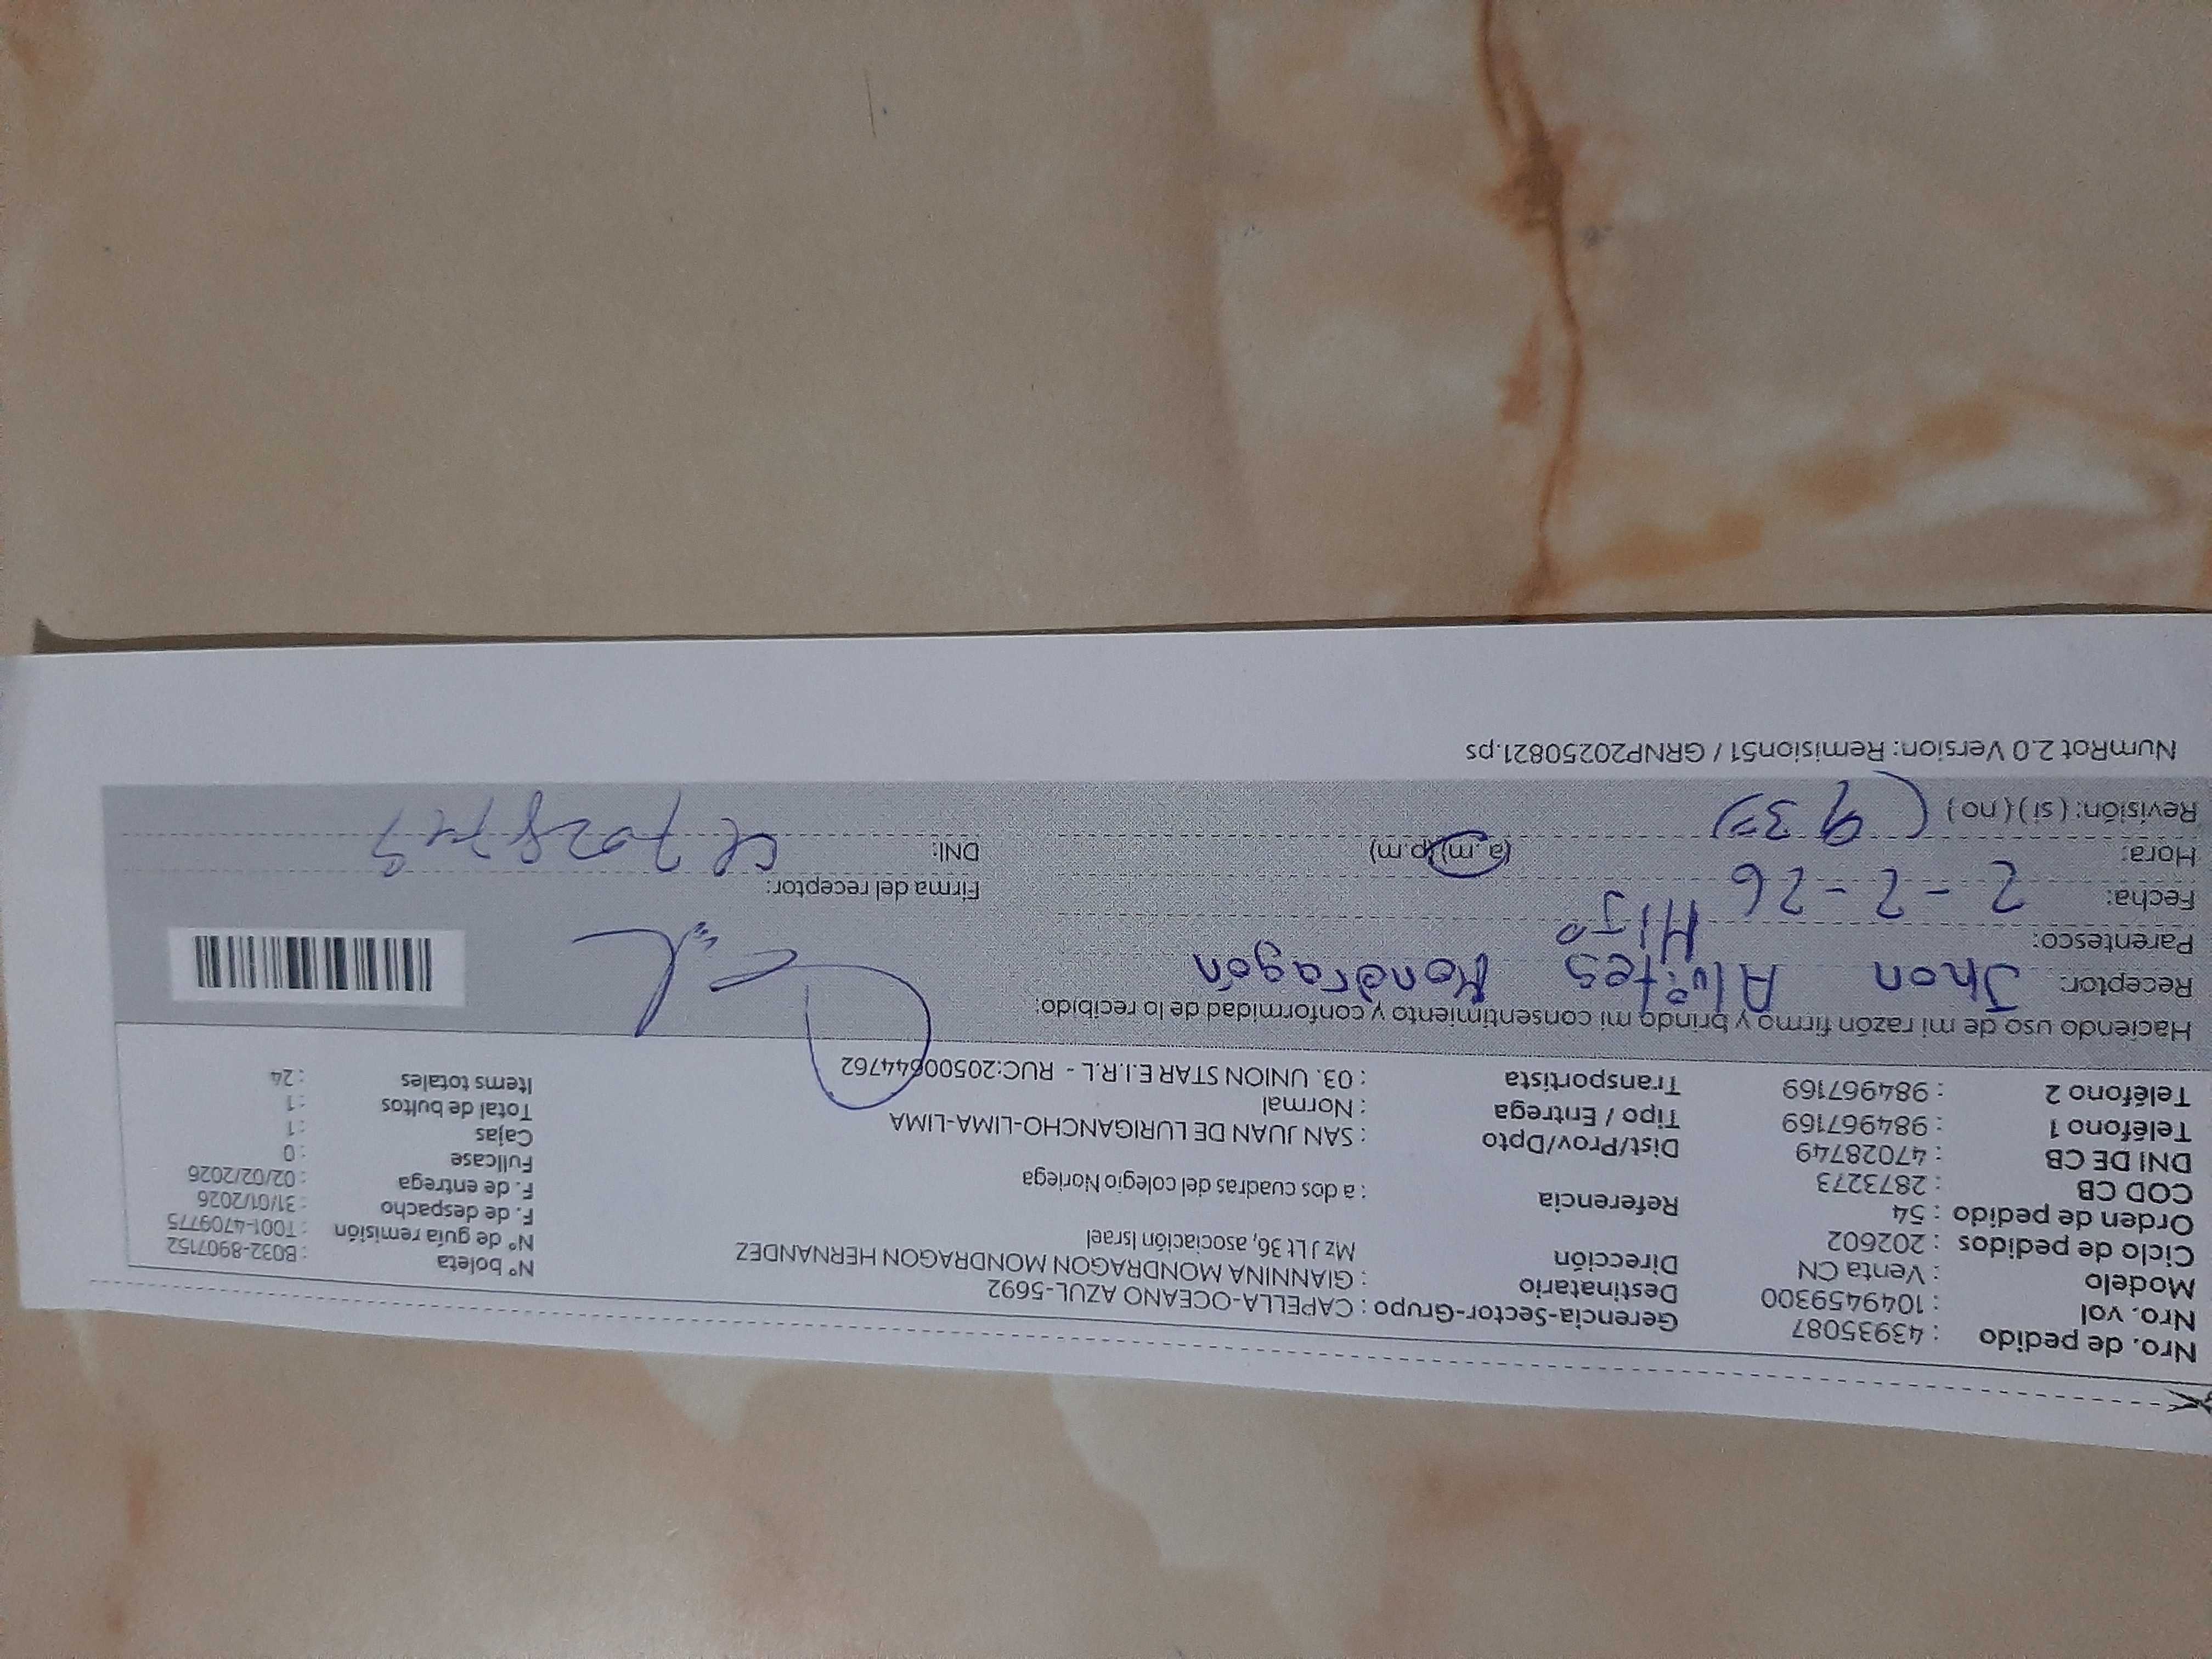 Nro. de pedido : 43935087
Nro. vol : 1049459300
Modelo : Venta CN
Ciclo de pedidos : 202602
Orden de pedido : 54
COD CB : 2873273
DNI DE CB : 47028749
Teléfono 1 : 984967169
Teléfono 2 : 984967169
Gerencia-Sector-Grupo : CAPELLA-OCEANO AZUL-5692
Destinatario : GIANNINA MONDRAGON MONDRAGON HERNANDEZ
Dirección Mz J Lt 36, asociación Israel
Referencia : a dos cuadras del colegio Noriega
Dist/Prov/Dpto : SAN JUAN DE LURIGANCHO-LIMA-LIMA
Tipo / Entrega : Normal
Transportista : 03. UNION STAR E.I.R.L - RUC:20500644762
N° boleta : B032-8907152
N° de guía remisión : T001-4709775
F. de despacho : 31/01/2026
F. de entrega : 02/02/2026
Fullcase : 0
Cajas : 1
Total de bultos : 1
Items totales : 24
Haciendo uso de mi razón firmo y brindo mi consentimiento y conformidad de lo recibido:
Receptor: Jhon Alvites Mondragón
Parentesco: Hijo
Fecha: 2-2-26
Hora: (a.m) (p.m)
Revisión: ( si ) ( no )
Firma del receptor:
DNI:
NumRot 2.0 Version: Remision51 / GRNP20250821.ps